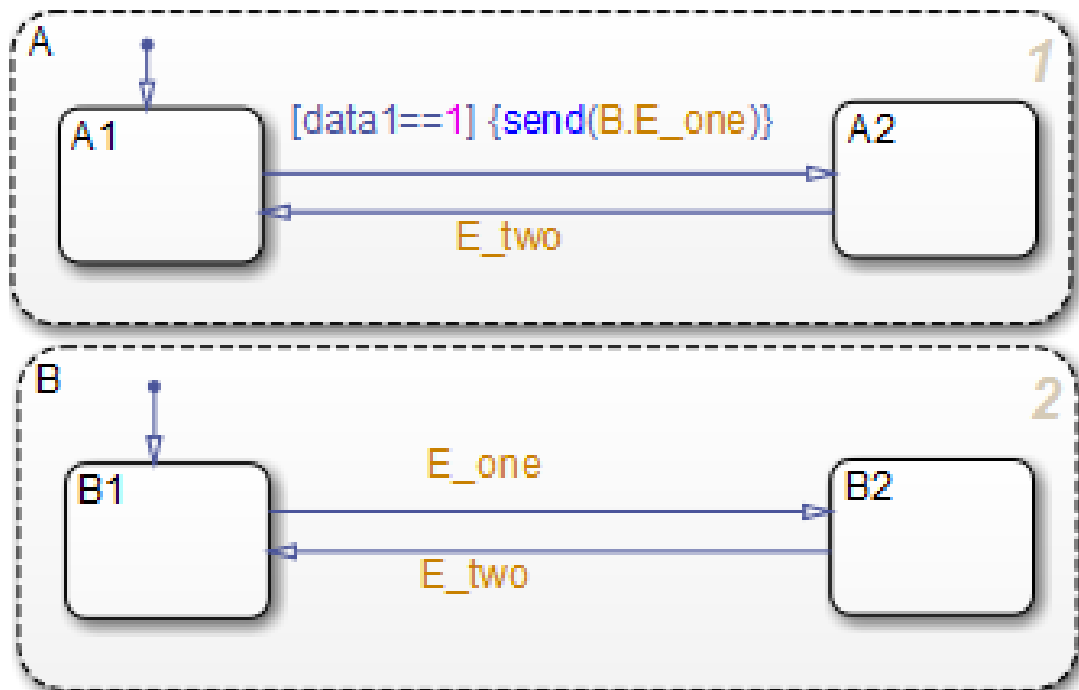 A
1
[data1==1] {send(B.E_one)}
A1
A2
E_two
B
2
E_one
B1
B2
E_two